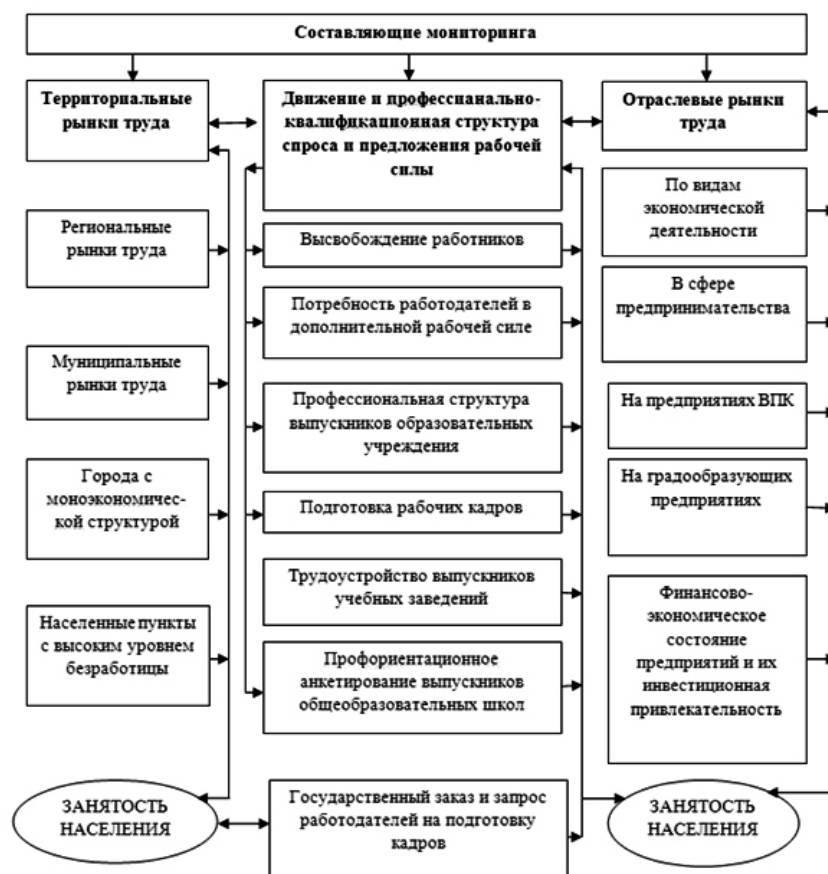 Составляющие мониторинга
Территориальные
рынки труда
Движение и профессианально-
квалификационная структура
спроса и предложения рабочей
силы
Отраслевые рынки
труда
Региональные
рынки труда
Муниципальные
рынки труда
Города с
моноэкономичес-
кой структурой
Населенные пункты
с высоким уровнем
безработицы
Высвобождение работников
Потребность работодателей в
дополнительной рабочей силе
Профессиональная структура
выпускников образовательных
учреждения
Подготовка рабочих кадров
Трудоустройство выпускников
учебных заведений
Профориентационное
анкетирование выпускников
общеобразовательных школ
По видам
экономической
деятельности
В сфере
предпринимательства
На предприятиях ВПК
На градообразующих
предприятиях
Финансово-
экономическое
состояние
предприятий и их
инвестиционная
привлекательность
ЗАНЯТОСТЬ
НАСЕЛЕНИЯ
Государственный заказ и запрос
работодателей на подготовку
кадров
ЗАНЯТОСТЬ
НАСЕЛЕНИЯ